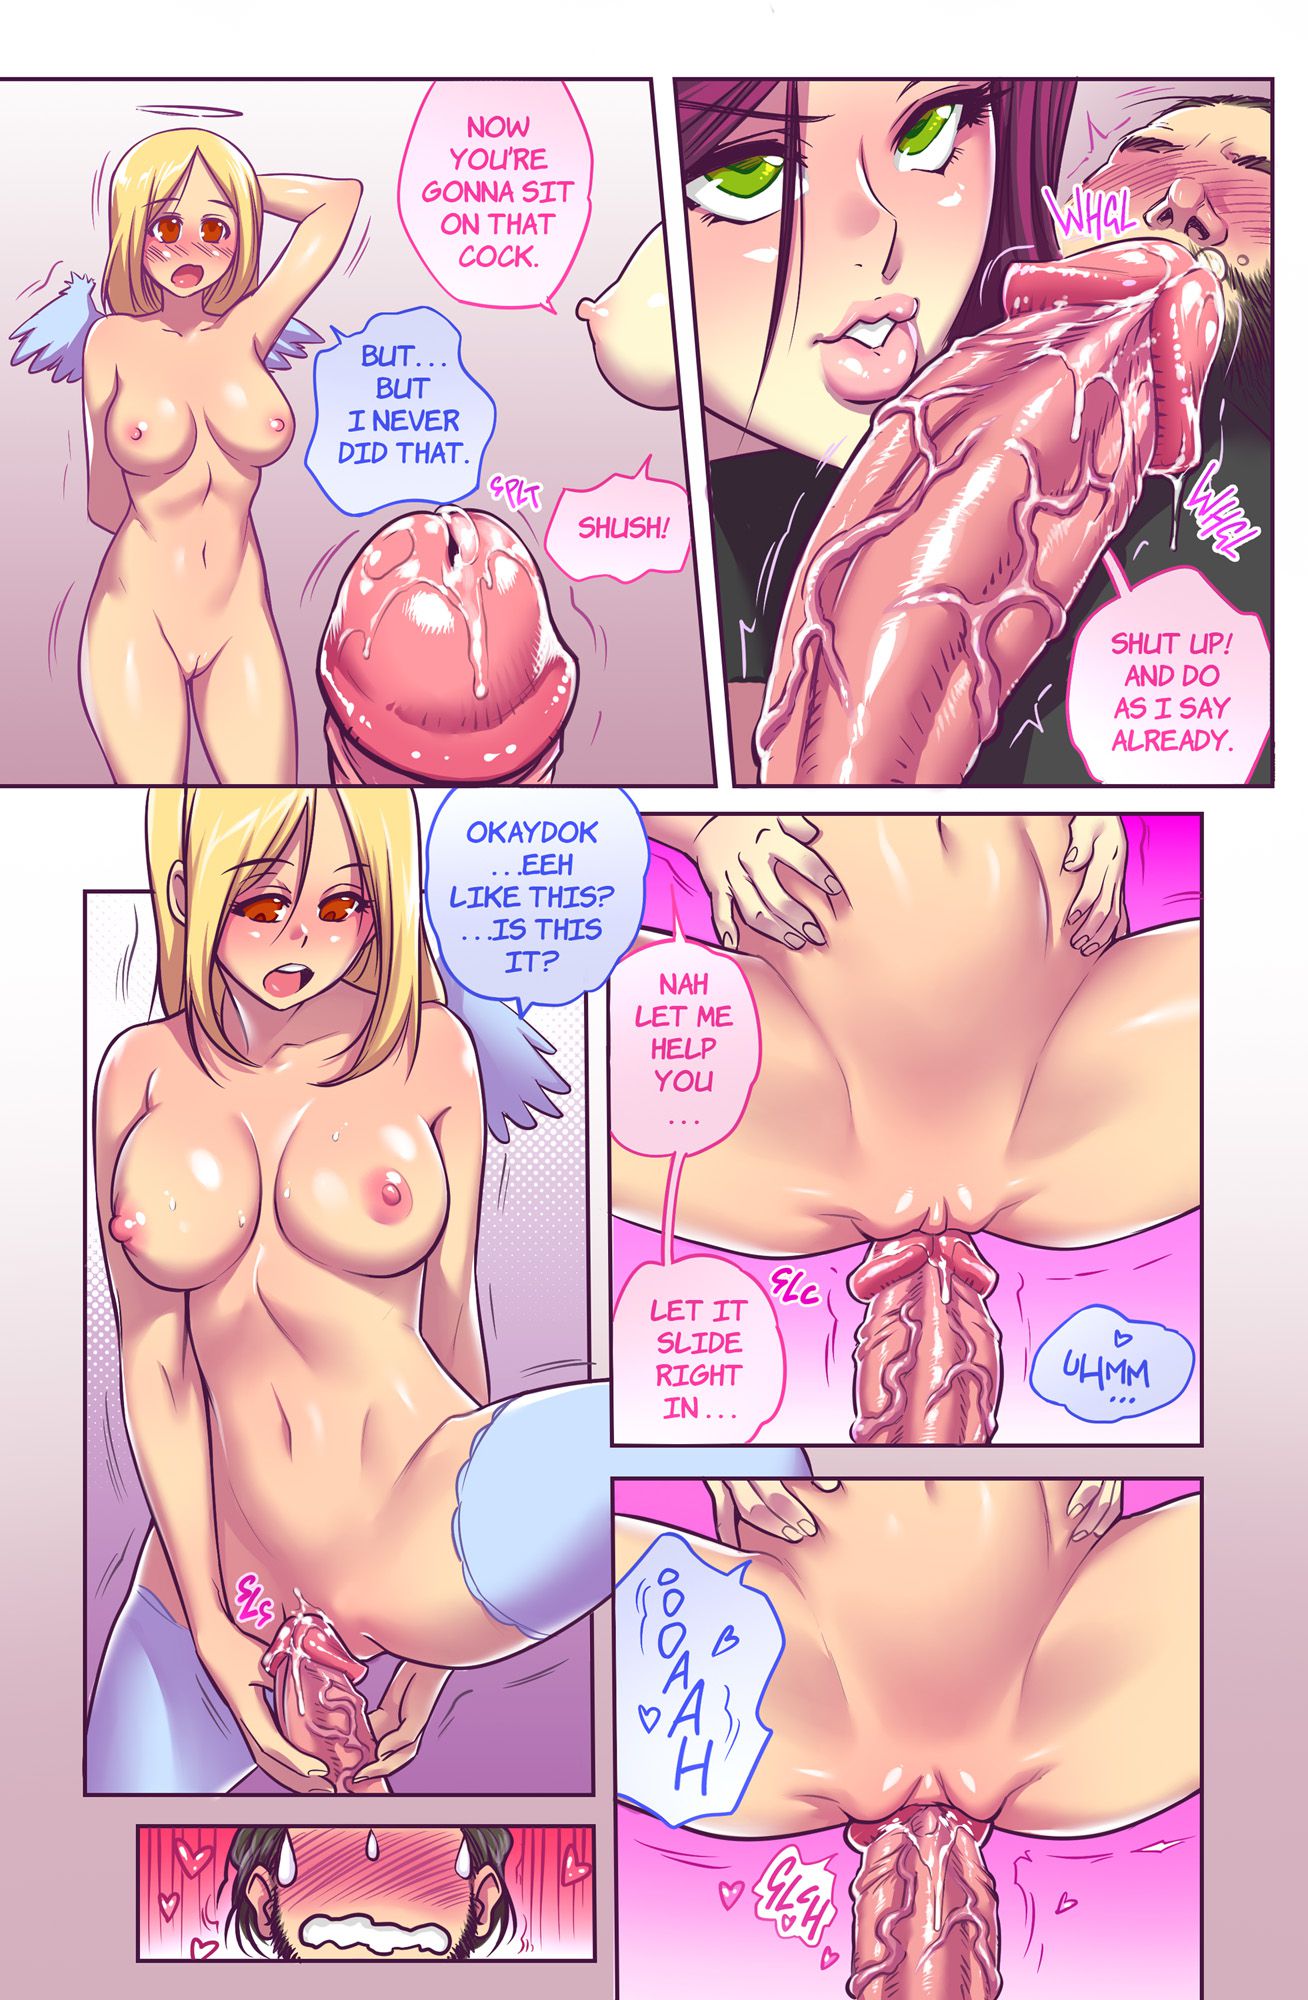 NOW
YOU'RE
GONNA SIT
ON THAT
COCK.
BUT...
BUT
I NEVER
DID THAT.
SPLT
SHUSH!
WHGL
WHGL
SHUT UP!
AND DO
AS I SAY
ALREADY.
OKAYDOK
...EEH
LIKE THIS?
...IS THIS
IT?
NAH
LET ME
HELP
YOU
...
LET IT
SLIDE
RIGHT
IN...
SLC
UHMM
...
OOOAAAH